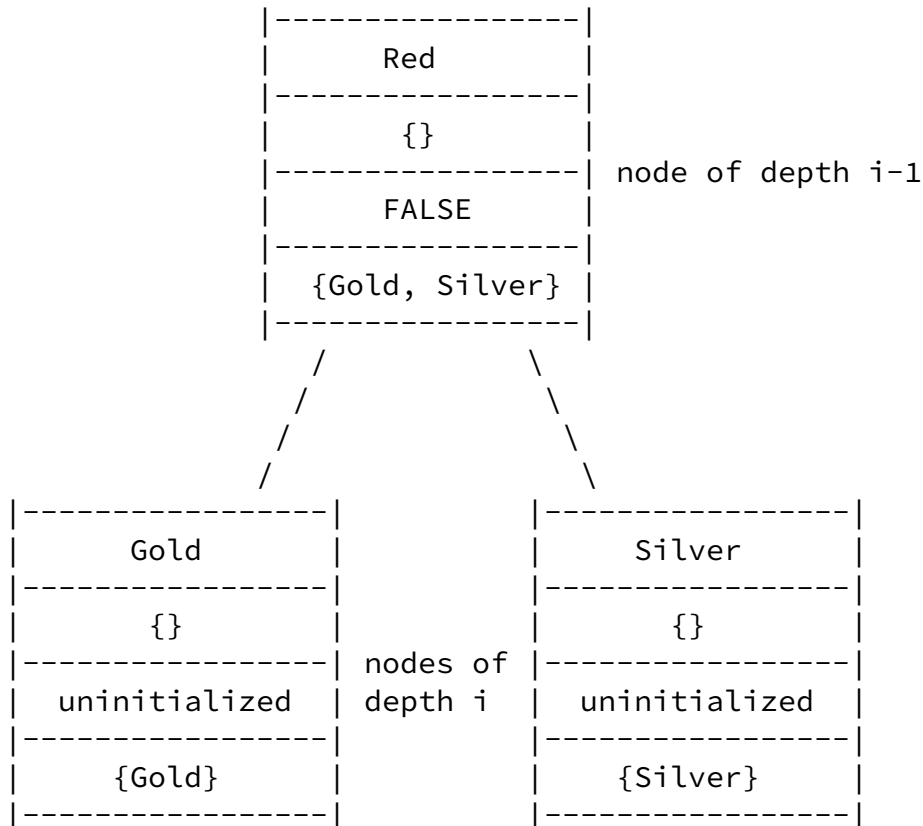 |-----------------|
| Red |
|-----------------|
| {} |
|-----------------| node of depth i-1
| FALSE |
|-----------------|
| {Gold, Silver} |
|-----------------|
/ \
/ \
/ \
/ \
|-----------------| |-----------------|
| Gold | | Silver |
|-----------------| |-----------------|
| {} | | {} |
|-----------------| nodes of |-----------------|
| uninitialized | depth i | uninitialized |
|-----------------| |-----------------|
| {Gold} | | {Silver} |
|-----------------| |-----------------|